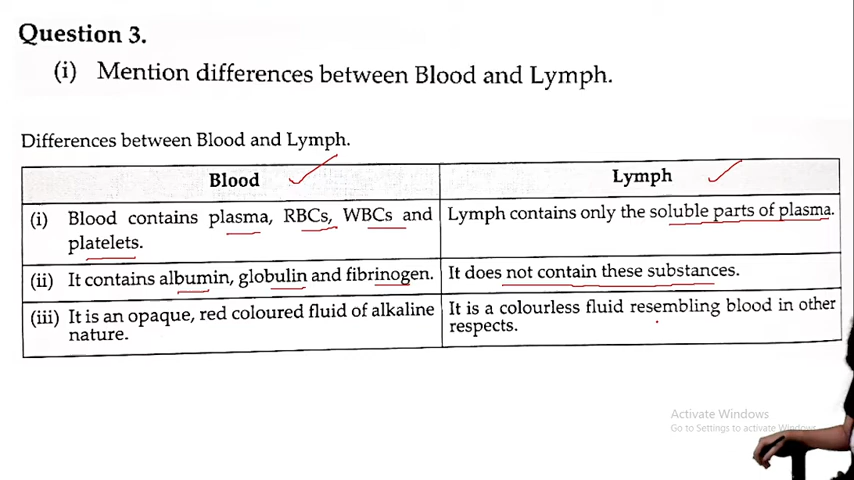 Question 3.
(i) Mention differences between Blood and Lymph.
Differences between Blood and Lymph.
Blood
Lymph
(i) Blood contains plasma, RBCs, WBCs and
platelets.
Lymph contains only the soluble parts of plasma.
(ii) It contains albumin, globulin and fibrinogen.
It does not contain these substances.
(iii) It is an opaque, red coloured fluid of alkaline
nature.
It is a colourless fluid resembling blood in other
respects.
Activate Windows
Go to Settings to activate Windows.